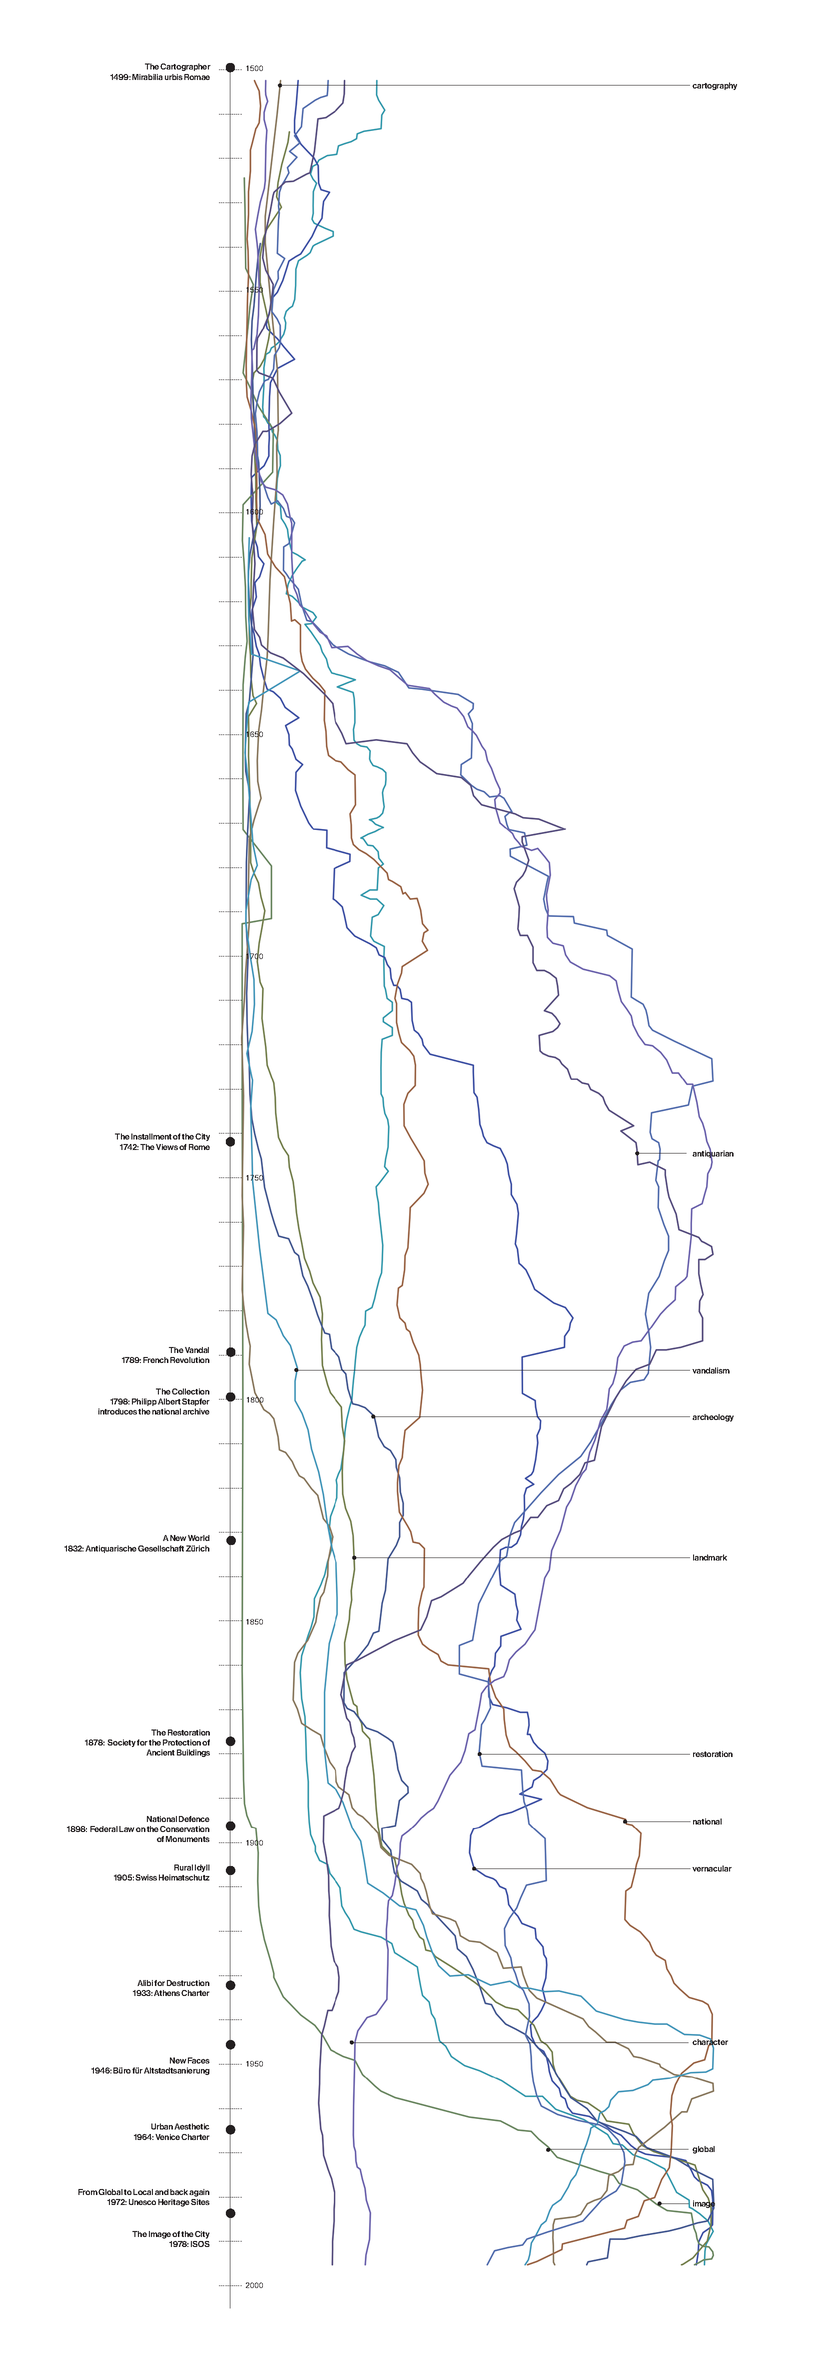 The Cartographer
1499: Mirabilia urbis Romae
1500
cartography
1550
1600
1650
1700
The Installment of the City
1742: The Views of Rome
antiquarian
1750
The Vandal
1789: French Revolution
vandalism
The Collection
1798: Philipp Albert Stapfer
introduces the national archive
1800
archeology
A New World
1832: Antiquarische Gesellschaft Zürich
landmark
1850
The Restoration
1878: Society for the Protection of
Ancient Buildings
restoration
National Defence
1898: Federal Law on the Conservation
of Monuments
national
1900
Rural Idyll
1905: Swiss Heimatschutz
vernacular
Alibi for Destruction
1933: Athens Charter
character
New Faces
1946: Büro für Altstadtsanierung
1950
Urban Aesthetic
1964: Venice Charter
global
From Global to Local and back again
1972: Unesco Heritage Sites
image
The Image of the City
1978: ISOS
2000